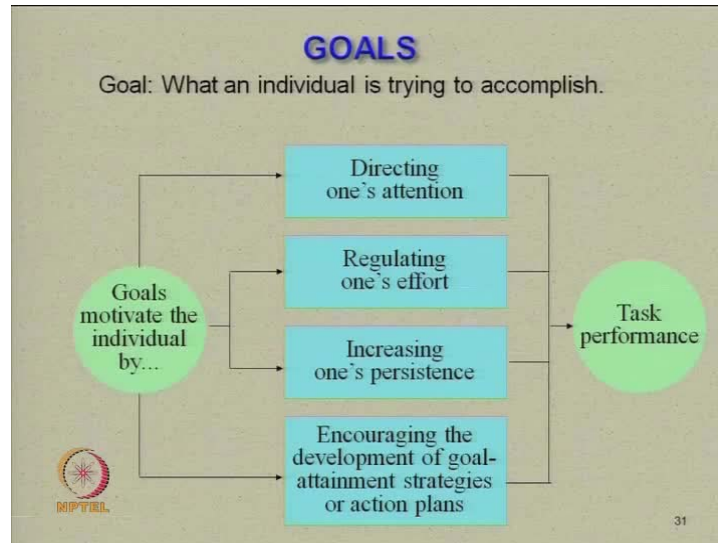 GOALS
Goal: What an individual is trying to accomplish.
Goals
motivate the
individual
by...
Directing
one`s attention
Regulating
one`s effort
Increasing
one`s persistence
Encouraging the
development of goal-
attainment strategies
or action plans
Task
performance
NPTEL
31